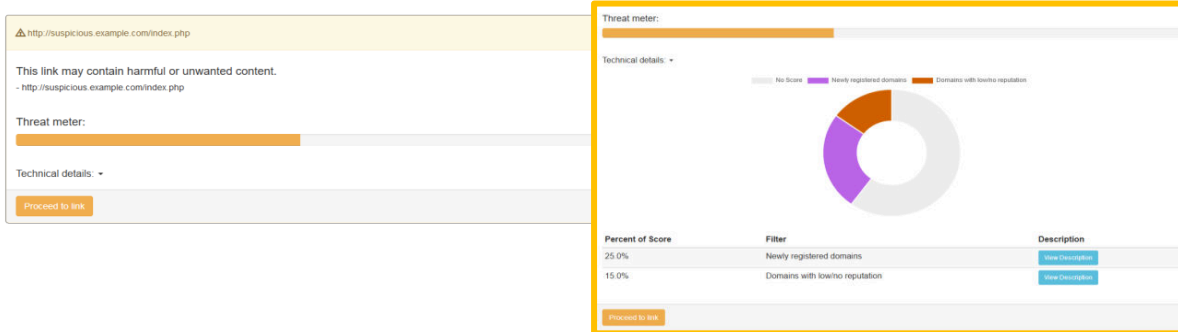 http://suspicious.example.com/index.php
This link may contain harmful or unwanted content.
- http://suspicious.example.com/index.php
Threat meter:
Technical details:
Proceed to link
Threat meter:
Technical details:
No Score Newly registered domains Domains with low/no reputation
Percent of Score Filter Description
25.0% Newly registered domains View Description
15.0% Domains with low/no reputation View Description
Proceed to link